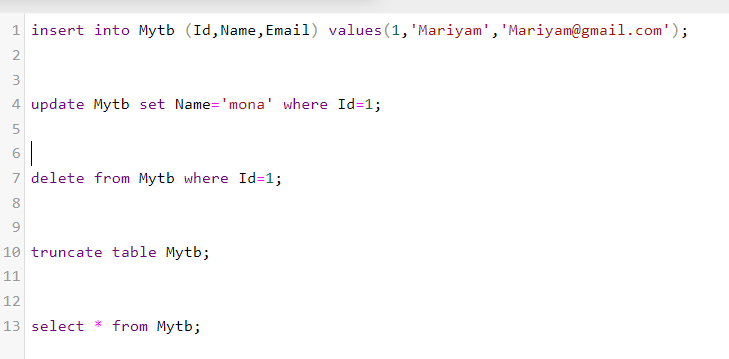 1 insert into Mytb (Id,Name,Email) values(1,'Mariyam','Mariyam@gmail.com');
2
3
4 update Mytb set Name='mona' where Id=1;
5
6
7 delete from Mytb where Id=1;
8
9
10 truncate table Mytb;
11
12
13 select * from Mytb;